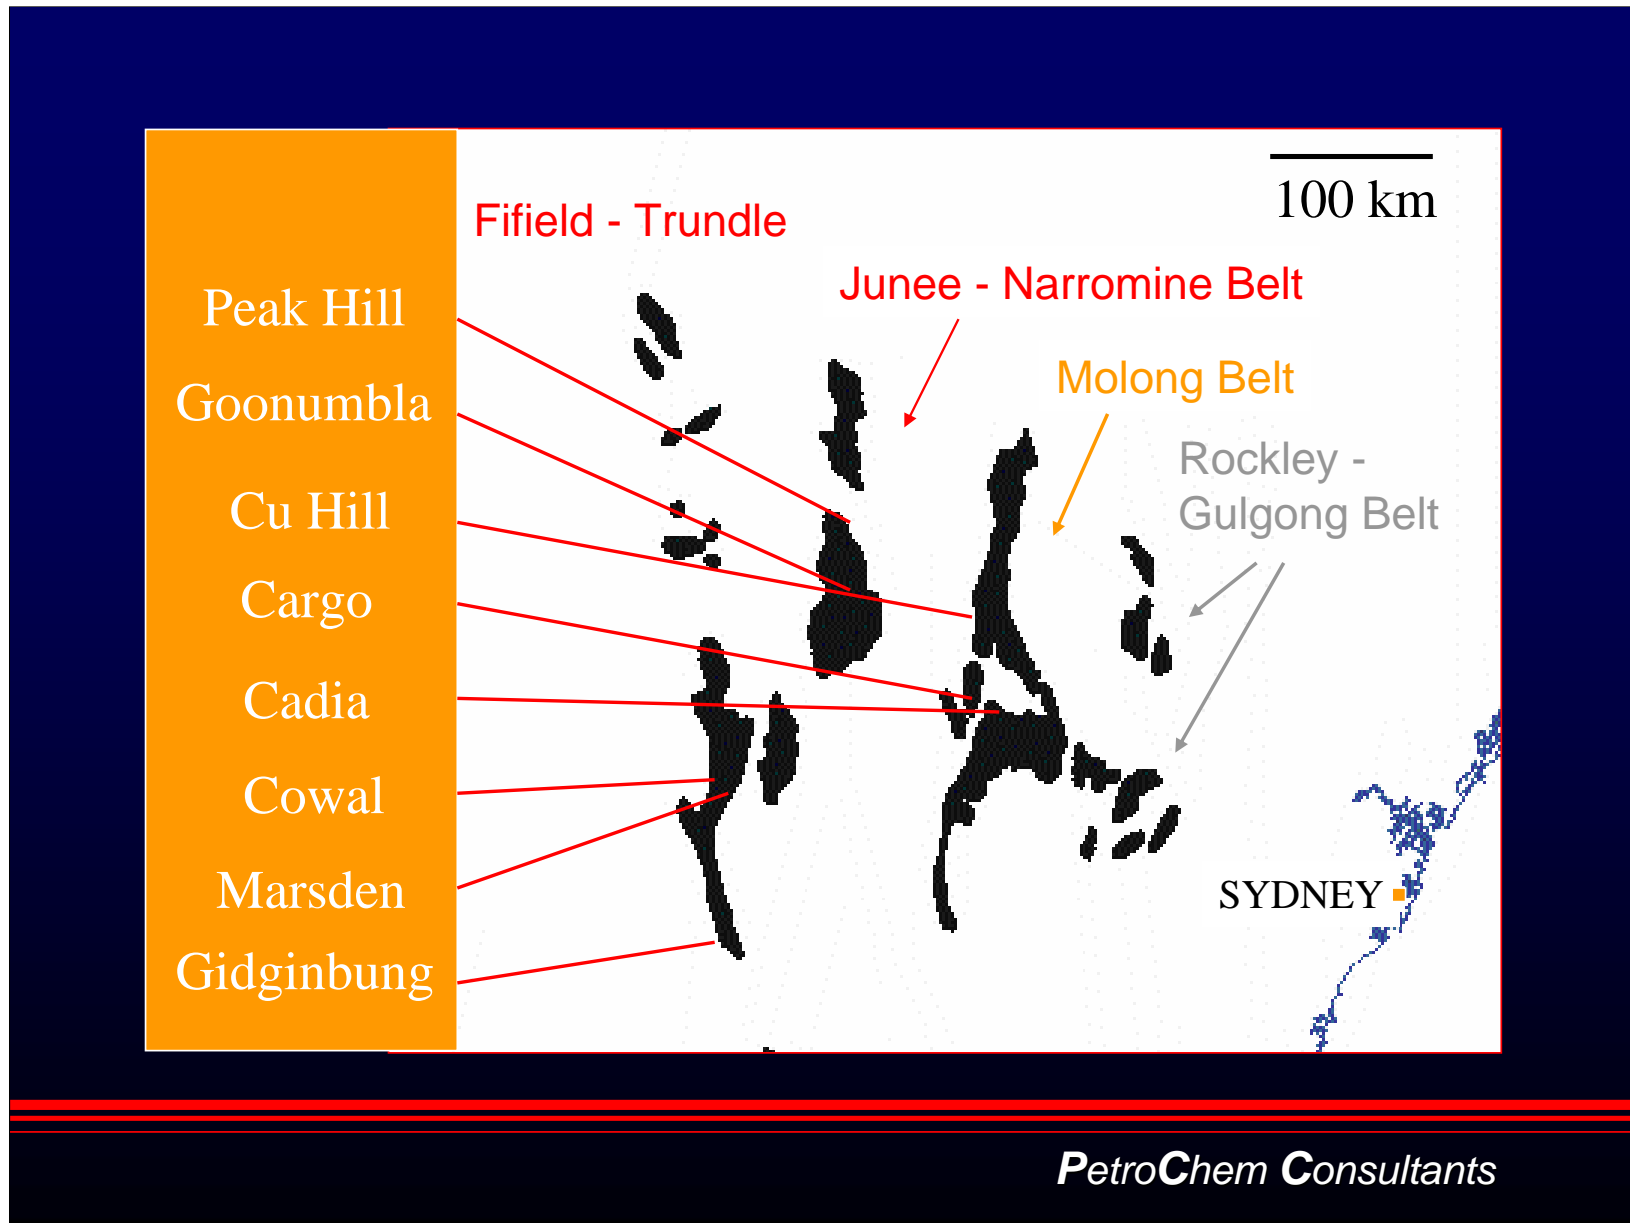 100 km
Fifield - Trundle
Junee - Narromine Belt
Peak Hill
Molong Belt
Goonumbla
Rockley -
Gulgong Belt
Cu Hill
Cargo
Cadia
Cowal
Marsden
SYDNEY
Gidginbung
PetroChem Consultants